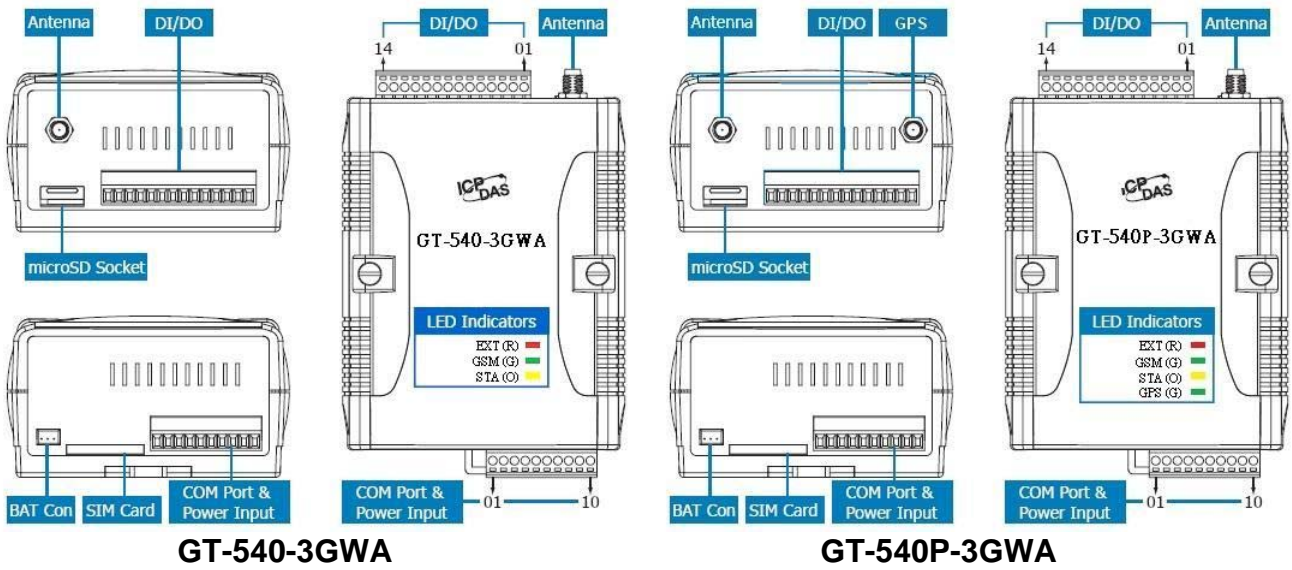 Antenna DI/DO
microSD Socket
BAT Con SIM Card COM Port &
Power Input
DI/DO Antenna
14 01
ICP
DAS
GT-540-3GWA
LED Indicators
EXT (R)
GSM (G)
STA (O)
COM Port &
Power Input
01 10
GT-540-3GWA
Antenna DI/DO GPS
microSD Socket
BAT Con SIM Card COM Port &
Power Input
DI/DO Antenna
14 01
ICP
DAS
GT-540P-3GWA
LED Indicators
EXT (R)
GSM (G)
STA (O)
GPS (G)
COM Port &
Power Input
01 10
GT-540P-3GWA